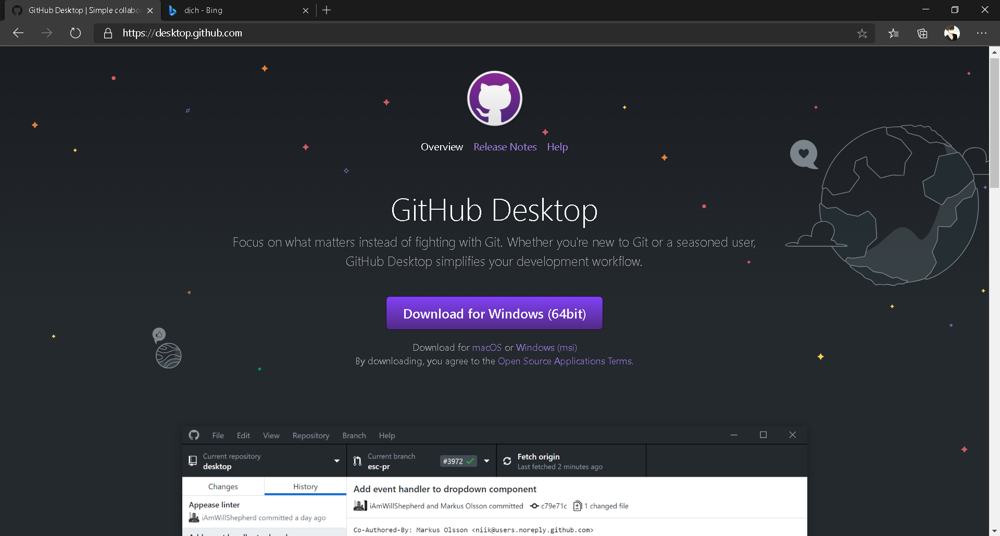 GitHub Desktop | Simple collabo
dịch - Bing
https://desktop.github.com
Overview Release Notes Help
GitHub Desktop
Focus on what matters instead of fighting with Git. Whether you're new to Git or a seasoned user,
GitHub Desktop simplifies your development workflow.
Download for Windows (64bit)
Download for macOS or Windows (msi)
By downloading, you agree to the Open Source Applications Terms.
File Edit View Repository Branch Help
Current repository
desktop
Current branch
esc-pr
#3972
Fetch origin
Last fetched 2 minutes ago
Changes History
Appease linter
iAmWillShepherd committed a day ago
Add event handler to dropdown component
iAmWillShepherd and Markus Olsson committed c79e71c 1 changed file
Co-Authored-By: Markus Olsson <niik@users.noreply.github.com>